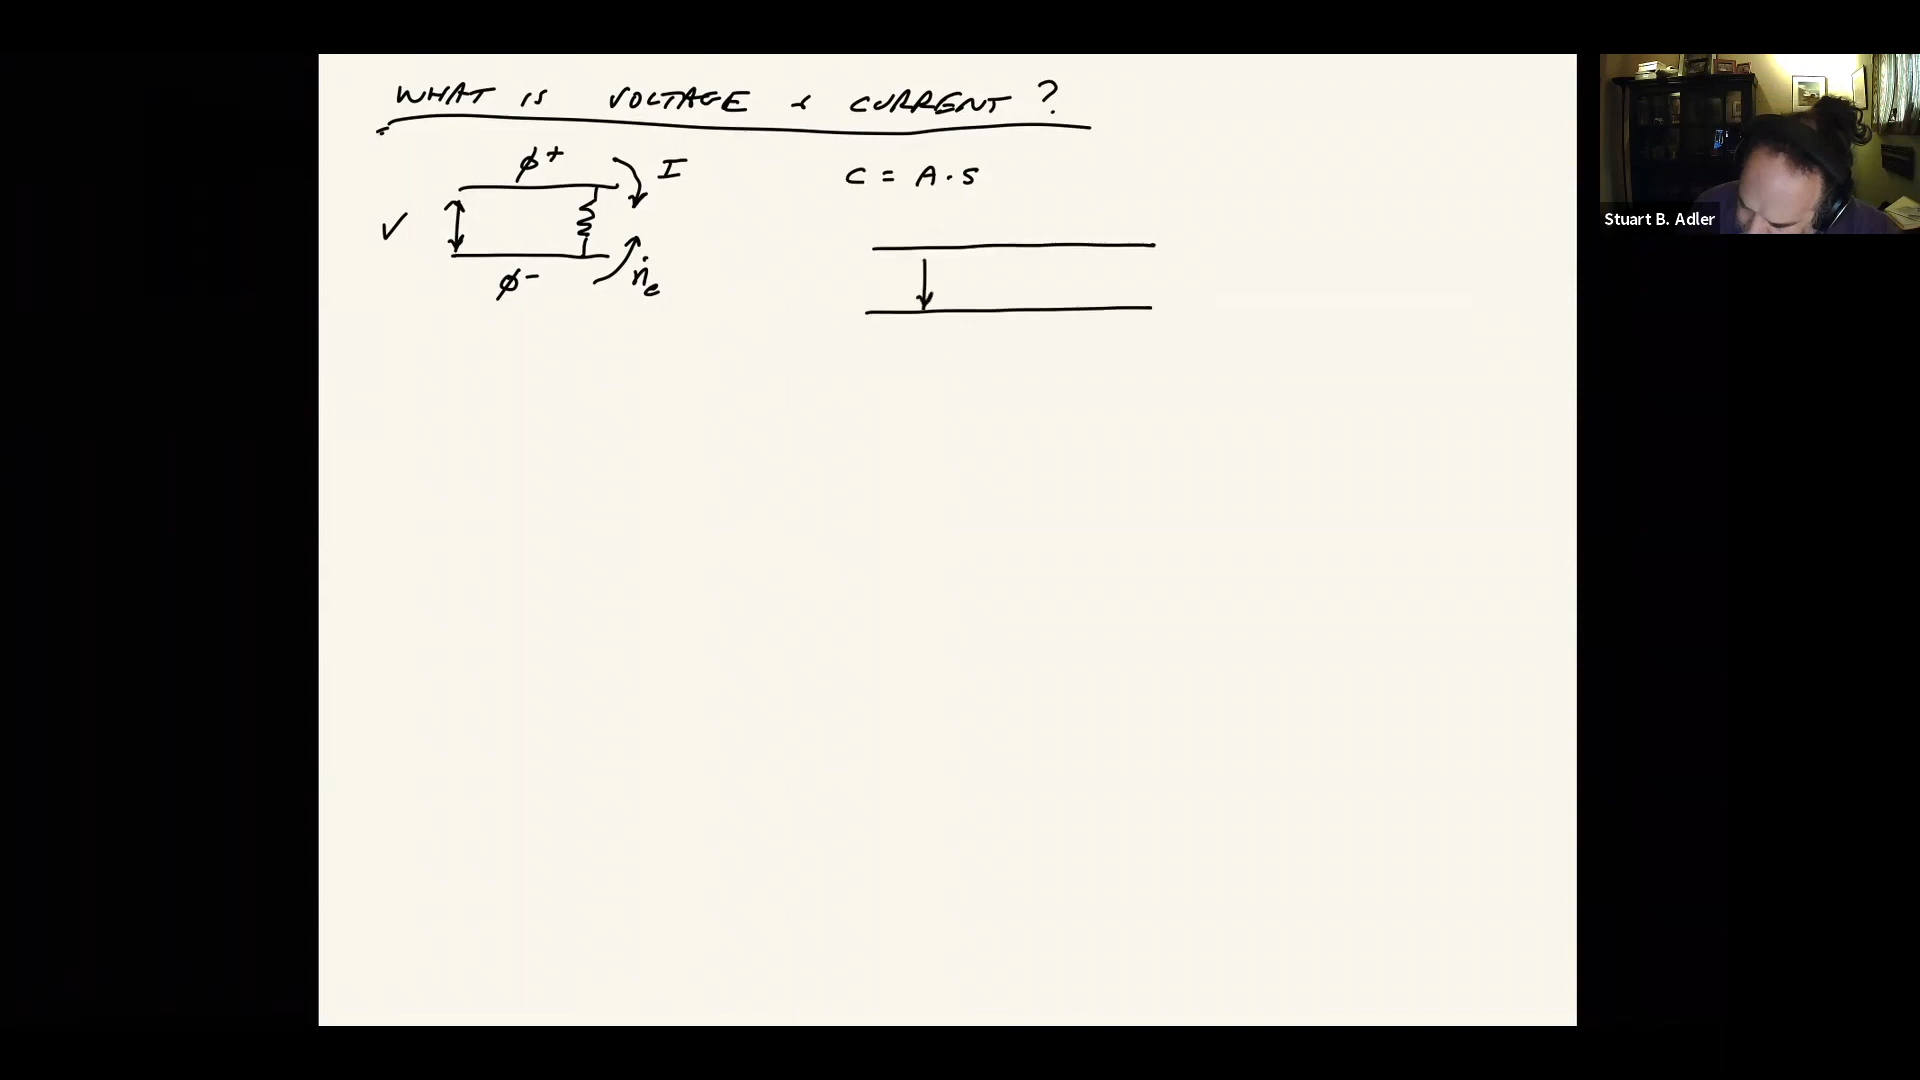 WHAT IS VOLTAGE & CURRENT ?
ϕ+
I
C = A·s
V
ϕ-
ṅe
Stuart B. Adler